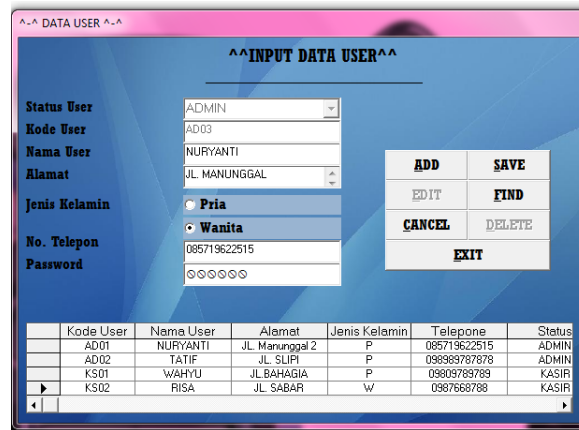 ^-^ DATA USER ^-^
^^INPUT DATA USER^^
Status User ADMIN
Kode User AD03
Nama User NURYANTI
Alamat JL. MANUNGGAL
Jenis Kelamin Pria
Wanita
No. Telepon 085719622515
Password
ADD SAVE
EDIT FIND
CANCEL DELETE
EXIT
Kode User Nama User Alamat Jenis Kelamin Telepone Status
AD01 NURYANTI JL. Manunggal 2 P 085719622515 ADMIN
AD02 TATIF JL. SLIPI P 098989787878 ADMIN
KS01 WAHYU JL.BAHAGIA P 09809789789 KASIR
KS02 RISA JL. SABAR W 0987668788 KASIR